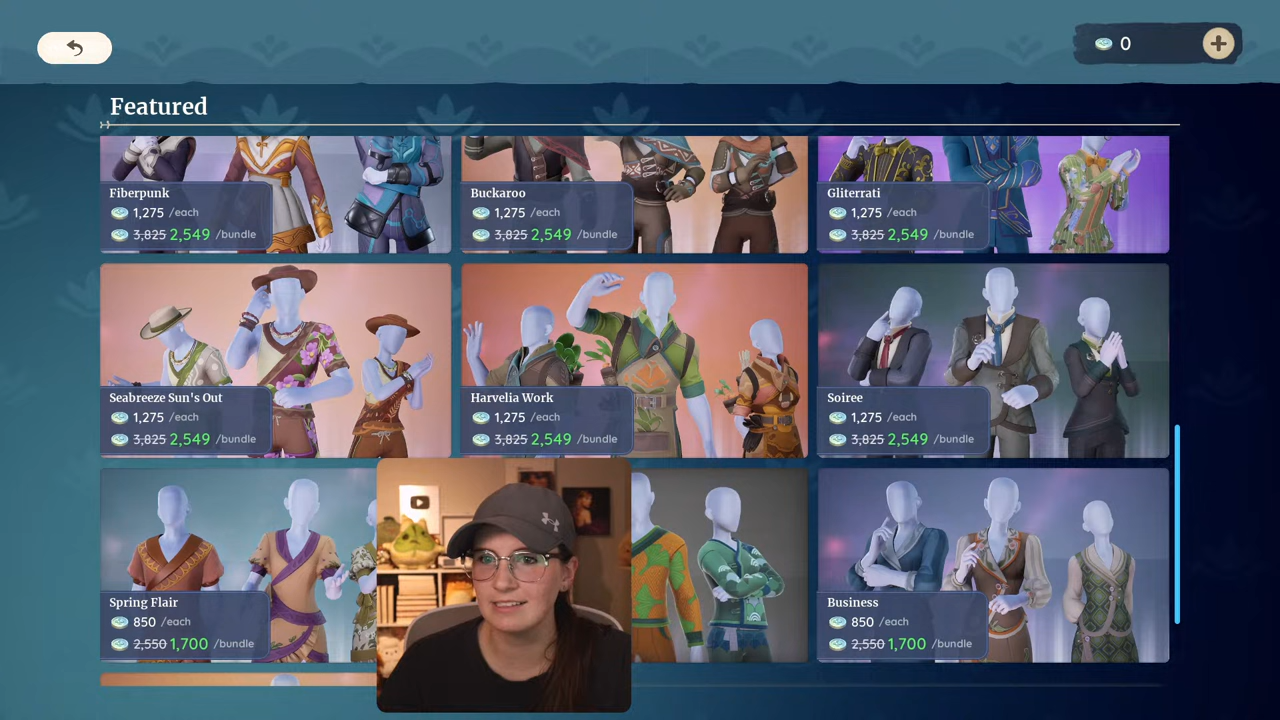 0
Featured
Fiberpunk
1,275 /each
3,825 2,549 /bundle
Buckaroo
1,275 /each
3,825 2,549 /bundle
Gliterrati
1,275 /each
3,825 2,549 /bundle
Seabreeze Sun's Out
1,275 /each
3,825 2,549 /bundle
Harvelia Work
1,275 /each
3,825 2,549 /bundle
Soiree
1,275 /each
3,825 2,549 /bundle
Spring Flair
850 /each
2,550 1,700 /bundle
Business
850 /each
2,550 1,700 /bundle